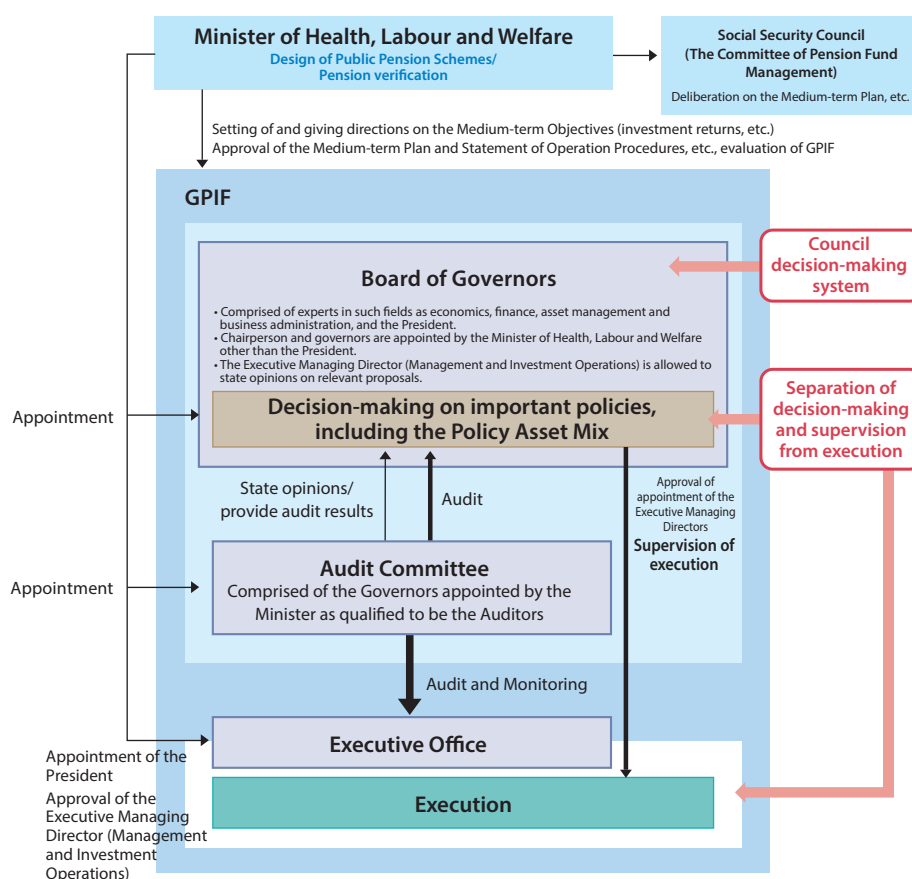 Minister of Health, Labour and Welfare
Design of Public Pension Schemes/
Pension verification
Social Security Council
(The Committee of Pension Fund
Management)
Deliberation on the Medium-term Plan, etc.
Setting of and giving directions on the Medium-term Objectives (investment returns, etc.)
Approval of the Medium-term Plan and Statement of Operation Procedures, etc., evaluation of GPIF
GPIF
Council
decision-making
system
Board of Governors
• Comprised of experts in such fields as economics, finance, asset management and
business administration, and the President.
• Chairperson and governors are appointed by the Minister of Health, Labour and Welfare
other than the President.
• The Executive Managing Director (Management and Investment Operations) is allowed to
state opinions on relevant proposals.
Appointment
Decision-making on important policies,
including the Policy Asset Mix
Separation of
decision-making
and supervision
from execution
State opinions/
provide audit results
Audit
Approval of
appointment of the
Executive Managing
Directors
Supervision of
execution
Appointment
Audit Committee
Comprised of the Governors appointed by the
Minister as qualified to be the Auditors
Audit and Monitoring
Executive Office
Appointment of the
President
Approval of the
Executive Managing
Director (Management
and Investment
Operations)
Execution